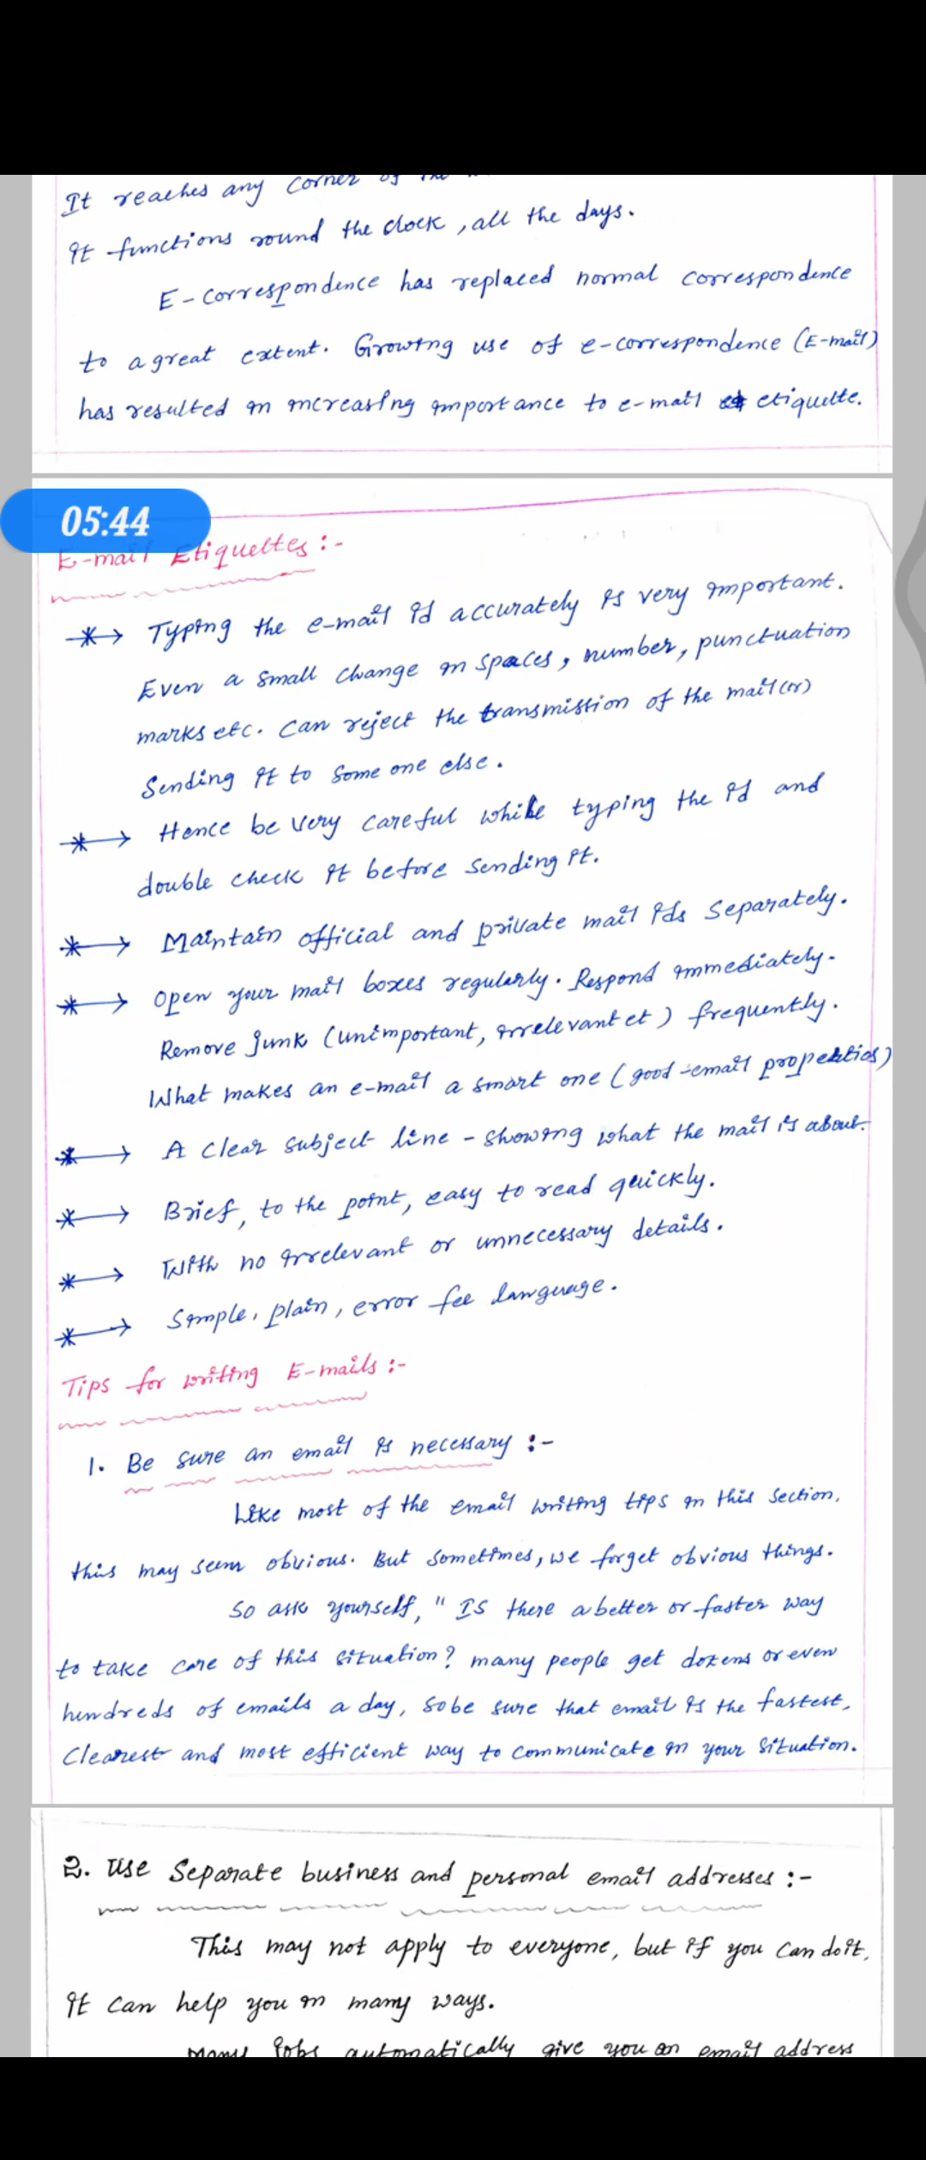 It reaches any corner of the
It functions round the clock, all the days.
E-correspondence has replaced normal correspondence
to a great extent. Growing use of e-correspondence (E-mail)
has resulted in increasing importance to e-mail etiquette.
05:44
E-mail Etiquettes:-
Typing the e-mail id accurately is very important.
Even a small change in spaces, number, punctuation
marks etc. can reject the transmission of the mail (or)
Sending it to some one else.
Hence be very careful while typing the id and
double check it before sending it.
Maintain official and private mail ids separately.
Open your mail boxes regularly. Respond immediately.
Remove junk (unimportant, irrelevant et) frequently.
What makes an e-mail a smart one (good -email properties)
A clear subject line - showing what the mail is about.
Brief, to the point, easy to read quickly.
With no irrelevant or unnecessary details.
Simple, plain, error fee language.
Tips for writing E-mails:-
1. Be sure an email is necessary:-
Like most of the email writing tips in this section,
this may seem obvious. But sometimes, we forget obvious things.
So ask yourself, "Is there a better or faster way
to take care of this situation? many people get dozens or even
hundreds of emails a day, so be sure that email is the fastest,
Clearest and most efficient way to communicate in your situation.
2. Use Separate business and personal email addresses:-
This may not apply to everyone, but if you can do it,
it can help you in many ways.
Many jobs automatically give you an email address